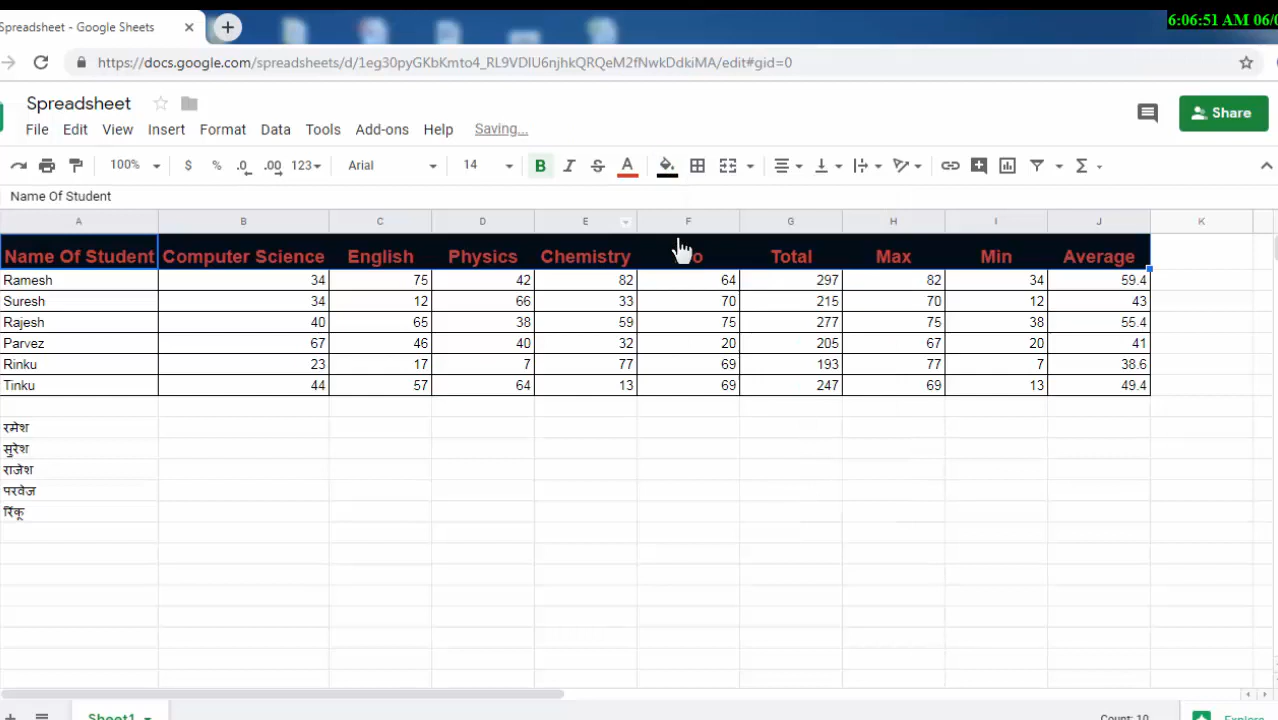 6:06:51 AM 06/
Spreadsheet - Google Sheets
https://docs.google.com/spreadsheets/d/1eg30pyGKbKmto4_RL9VDIU6njhkQRQeM2fNwkDdkiMA/edit#gid=0
Spreadsheet
Share
File Edit View Insert Format Data Tools Add-ons Help Saving...
100% $ % .0 .00 123 Arial 14 B I S A Σ
Name Of Student
A B C D E F G H I J K
Name Of Student Computer Science English Physics Chemistry Total Max Min Average
Ramesh 34 75 42 82 64 297 82 34 59.4
Suresh 34 12 66 33 70 215 70 12 43
Rajesh 40 65 38 59 75 277 75 38 55.4
Parvez 67 46 40 32 20 205 67 20 41
Rinku 23 17 7 77 69 193 77 7 38.6
Tinku 44 57 64 13 69 247 69 13 49.4
रमेश
सुरेश
राजेश
परवेज
रिंकू
Sheet1 Count: 10 Explore